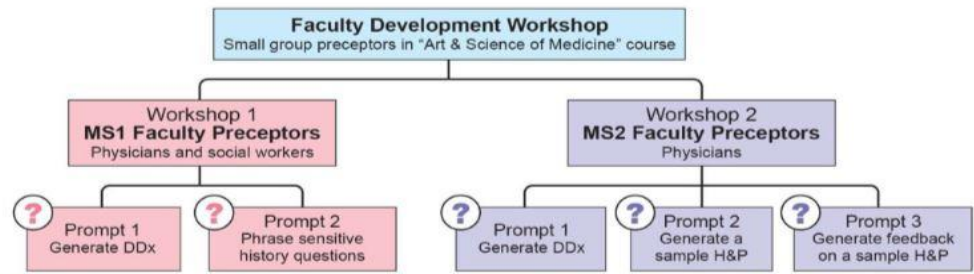 Faculty Development Workshop
Small group preceptors in "Art & Science of Medicine" course
Workshop 1
MS1 Faculty Preceptors
Physicians and social workers
Workshop 2
MS2 Faculty Preceptors
Physicians
?
Prompt 1
Generate DDx
?
Prompt 2
Phrase sensitive
history questions
?
Prompt 1
Generate DDx
?
Prompt 2
Generate a
sample H&P
?
Prompt 3
Generate feedback
on a sample H&P